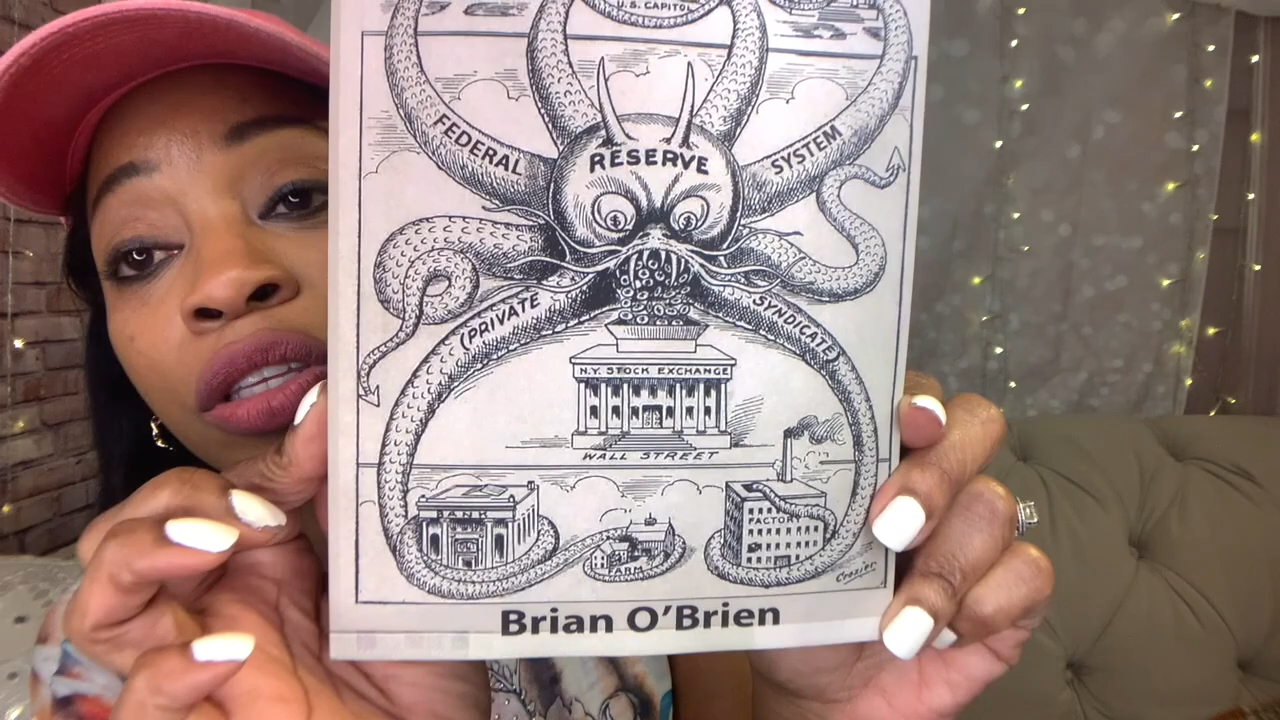 U.S. CAPITOL
FEDERAL RESERVE SYSTEM
(PRIVATE SYNDICATE)
N.Y. STOCK EXCHANGE
WALL STREET
BANK
FARM
FACTORY
Crozier
Brian O'Brien